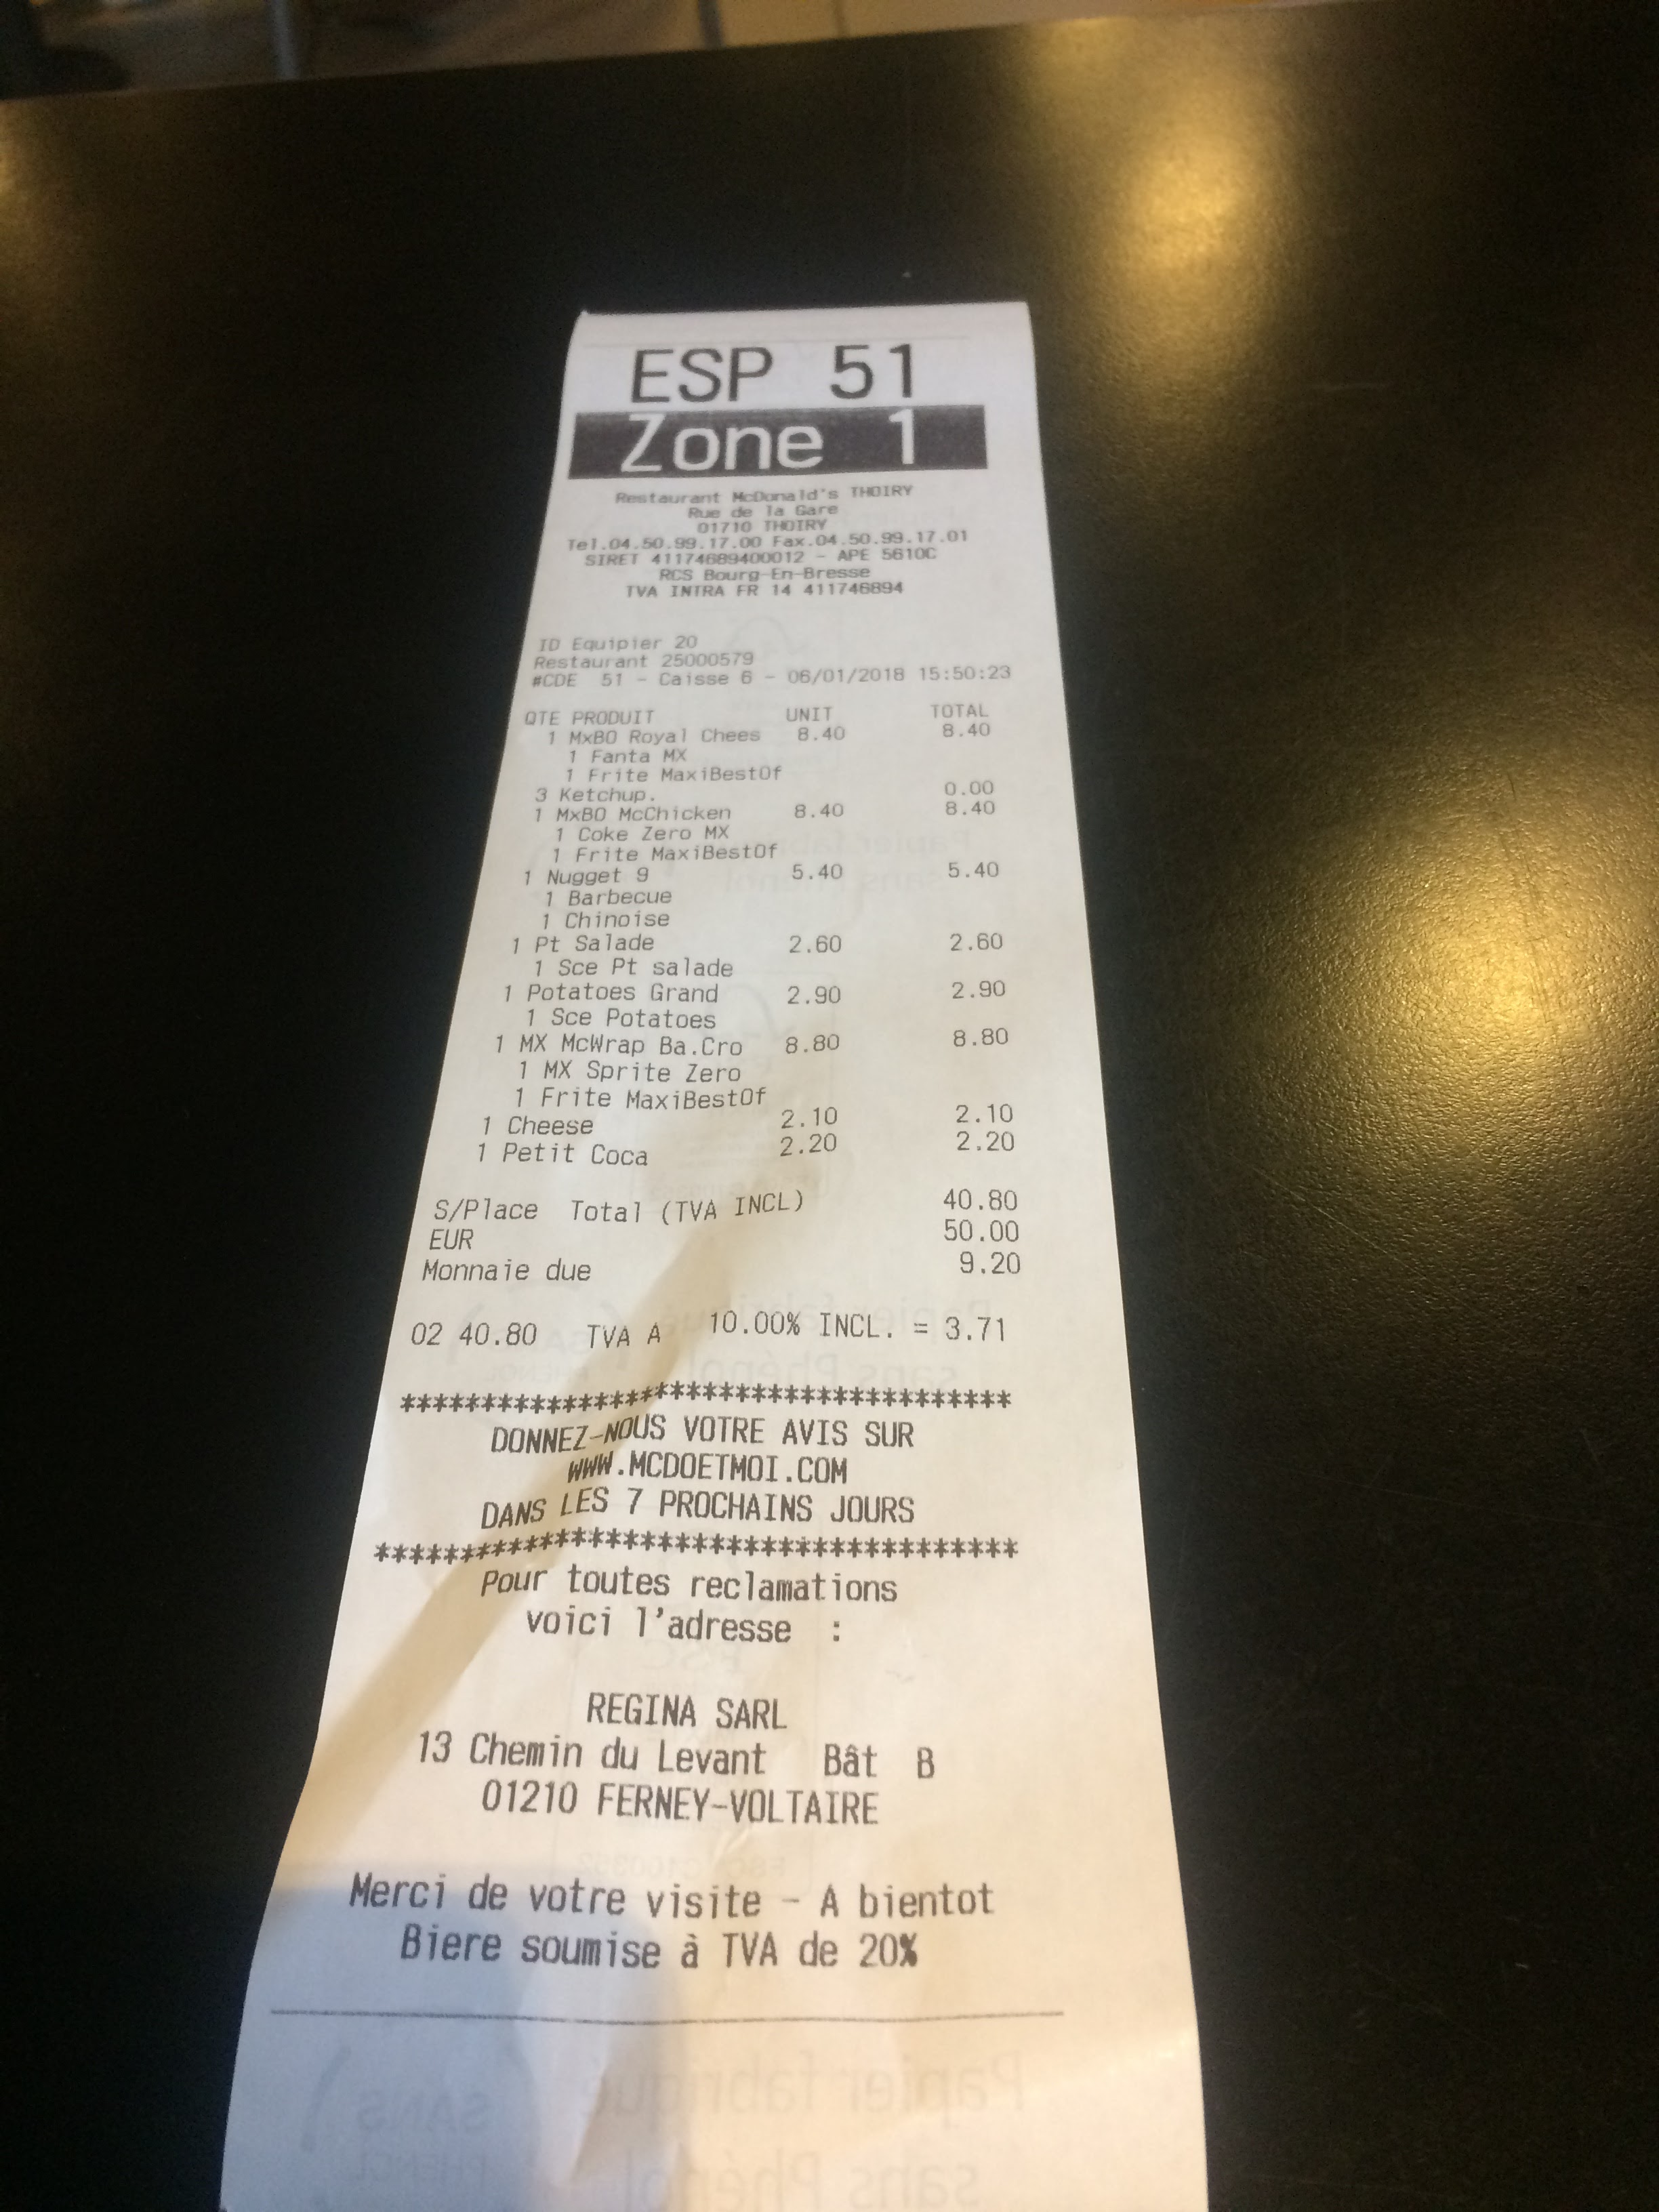 ESP 51
Zone 1
Restaurant McDonald's THOIRY
Rue de la Gare
01710 THOIRY
Tel.04.50.99.17.00 Fax.04.50.99.17.01
SIRET 41174689400012 - APE 5610C
RCS Bourg-En-Bresse
TVA INTRA FR 14 411746894
ID Equipier 20
Restaurant 25000579
#CDE 51 - Caisse 6 - 06/01/2018 15:50:23
QTE PRODUIT UNIT TOTAL
1 MxBO Royal Chees 8.40 8.40
1 Fanta MX
1 Frite MaxiBestOf
3 Ketchup. 0.00
1 MxBO McChicken 8.40 8.40
1 Coke Zero MX
1 Frite MaxiBestOf
1 Nugget 9 5.40 5.40
1 Barbecue
1 Chinoise
1 Pt Salade 2.60 2.60
1 Sce Pt salade
1 Potatoes Grand 2.90 2.90
1 Sce Potatoes
1 MX McWrap Ba.Cro 8.80 8.80
1 MX Sprite Zero
1 Frite MaxiBestOf
1 Cheese 2.10 2.10
1 Petit Coca 2.20 2.20
S/Place Total (TVA INCL) 40.80
EUR 50.00
Monnaie due 9.20
02 40.80 TVA A 10.00% INCL. = 3.71
****************************************
DONNEZ-NOUS VOTRE AVIS SUR
WWW.MCDOETMOI.COM
DANS LES 7 PROCHAINS JOURS
****************************************
Pour toutes reclamations
voici l'adresse :
REGINA SARL
13 Chemin du Levant Bât B
01210 FERNEY-VOLTAIRE
Merci de votre visite - A bientot
Biere soumise à TVA de 20%
Papier fabriqué
sans Phénol
SANS
PHENOL